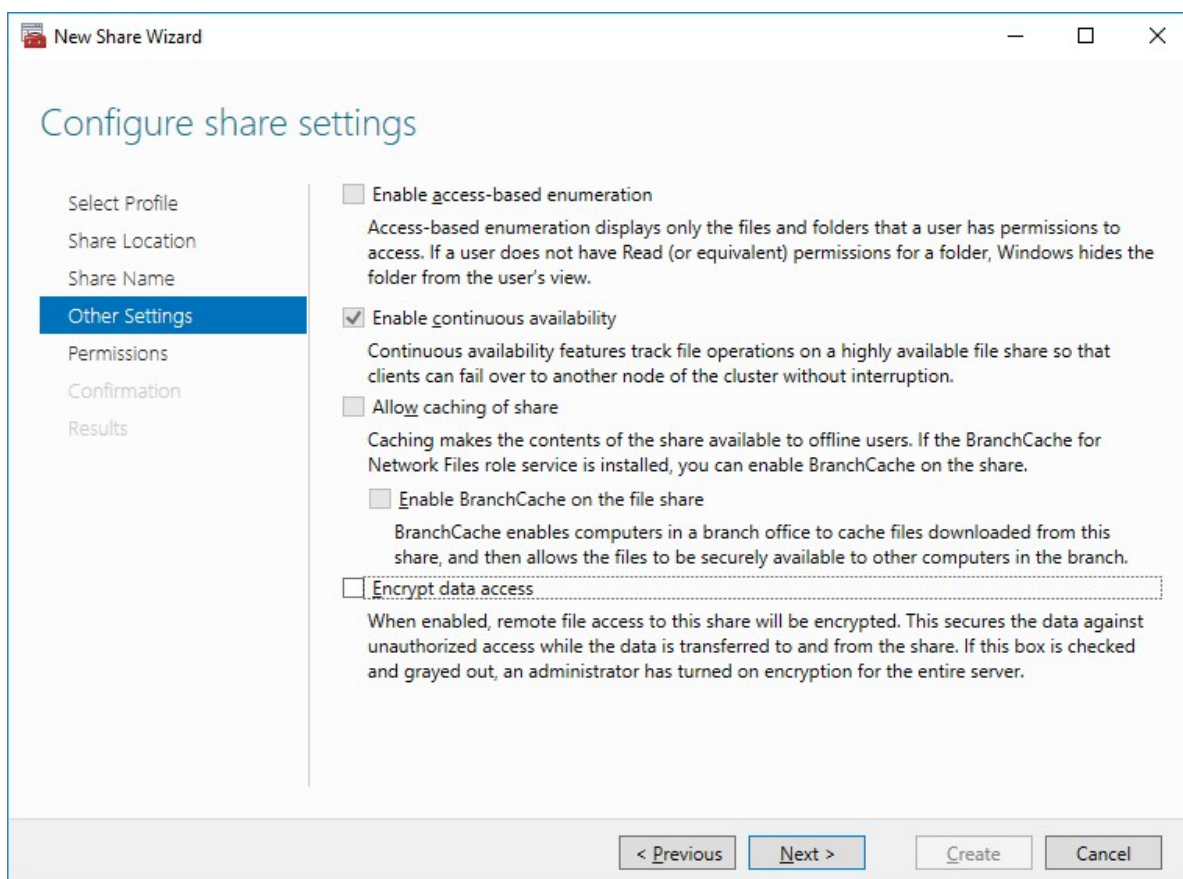 New Share Wizard
Configure share settings
Select Profile
Share Location
Share Name
Other Settings
Permissions
Confirmation
Results
Enable access-based enumeration
Access-based enumeration displays only the files and folders that a user has permissions to
access. If a user does not have Read (or equivalent) permissions for a folder, Windows hides the
folder from the user's view.
Enable continuous availability
Continuous availability features track file operations on a highly available file share so that
clients can fail over to another node of the cluster without interruption.
Allow caching of share
Caching makes the contents of the share available to offline users. If the BranchCache for
Network Files role service is installed, you can enable BranchCache on the share.
Enable BranchCache on the file share
BranchCache enables computers in a branch office to cache files downloaded from this
share, and then allows the files to be securely available to other computers in the branch.
Encrypt data access
When enabled, remote file access to this share will be encrypted. This secures the data against
unauthorized access while the data is transferred to and from the share. If this box is checked
and grayed out, an administrator has turned on encryption for the entire server.
< Previous
Next >
Create
Cancel